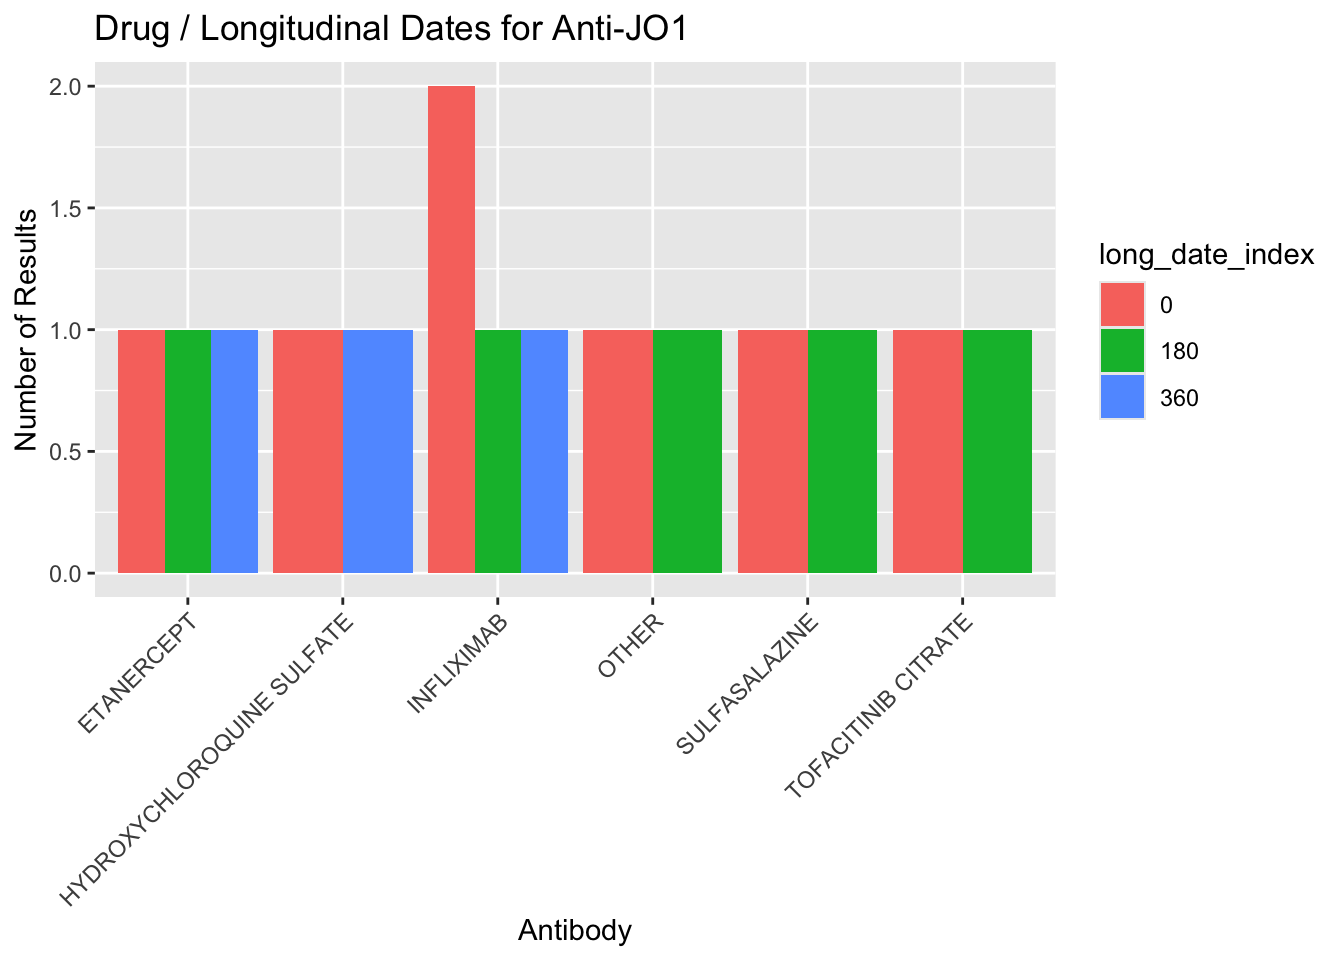 Drug / Longitudinal Dates for Anti-JO1
Number of Results
2.0
1.5
1.0
0.5
0.0
ETANERCEPT
HYDROXYCHLOROQUINE SULFATE
INFLIXIMAB
OTHER
SULFASALAZINE
TOFACITINIB CITRATE
Antibody
long_date_index
0
180
360